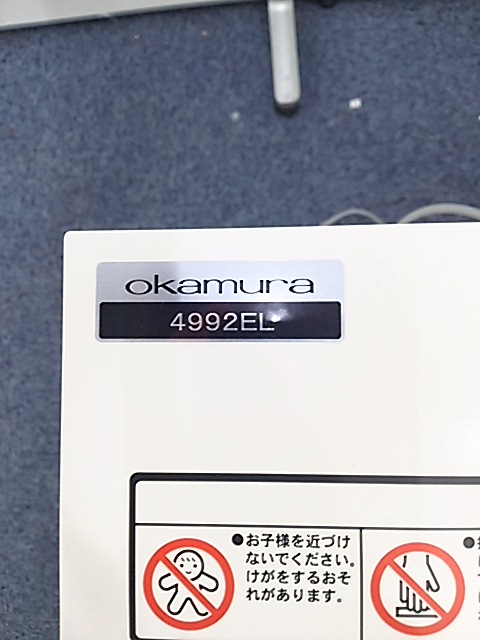 okamura
4992EL
●お子様を近づけ
ないでください。
けがをするおそ
れがあります。